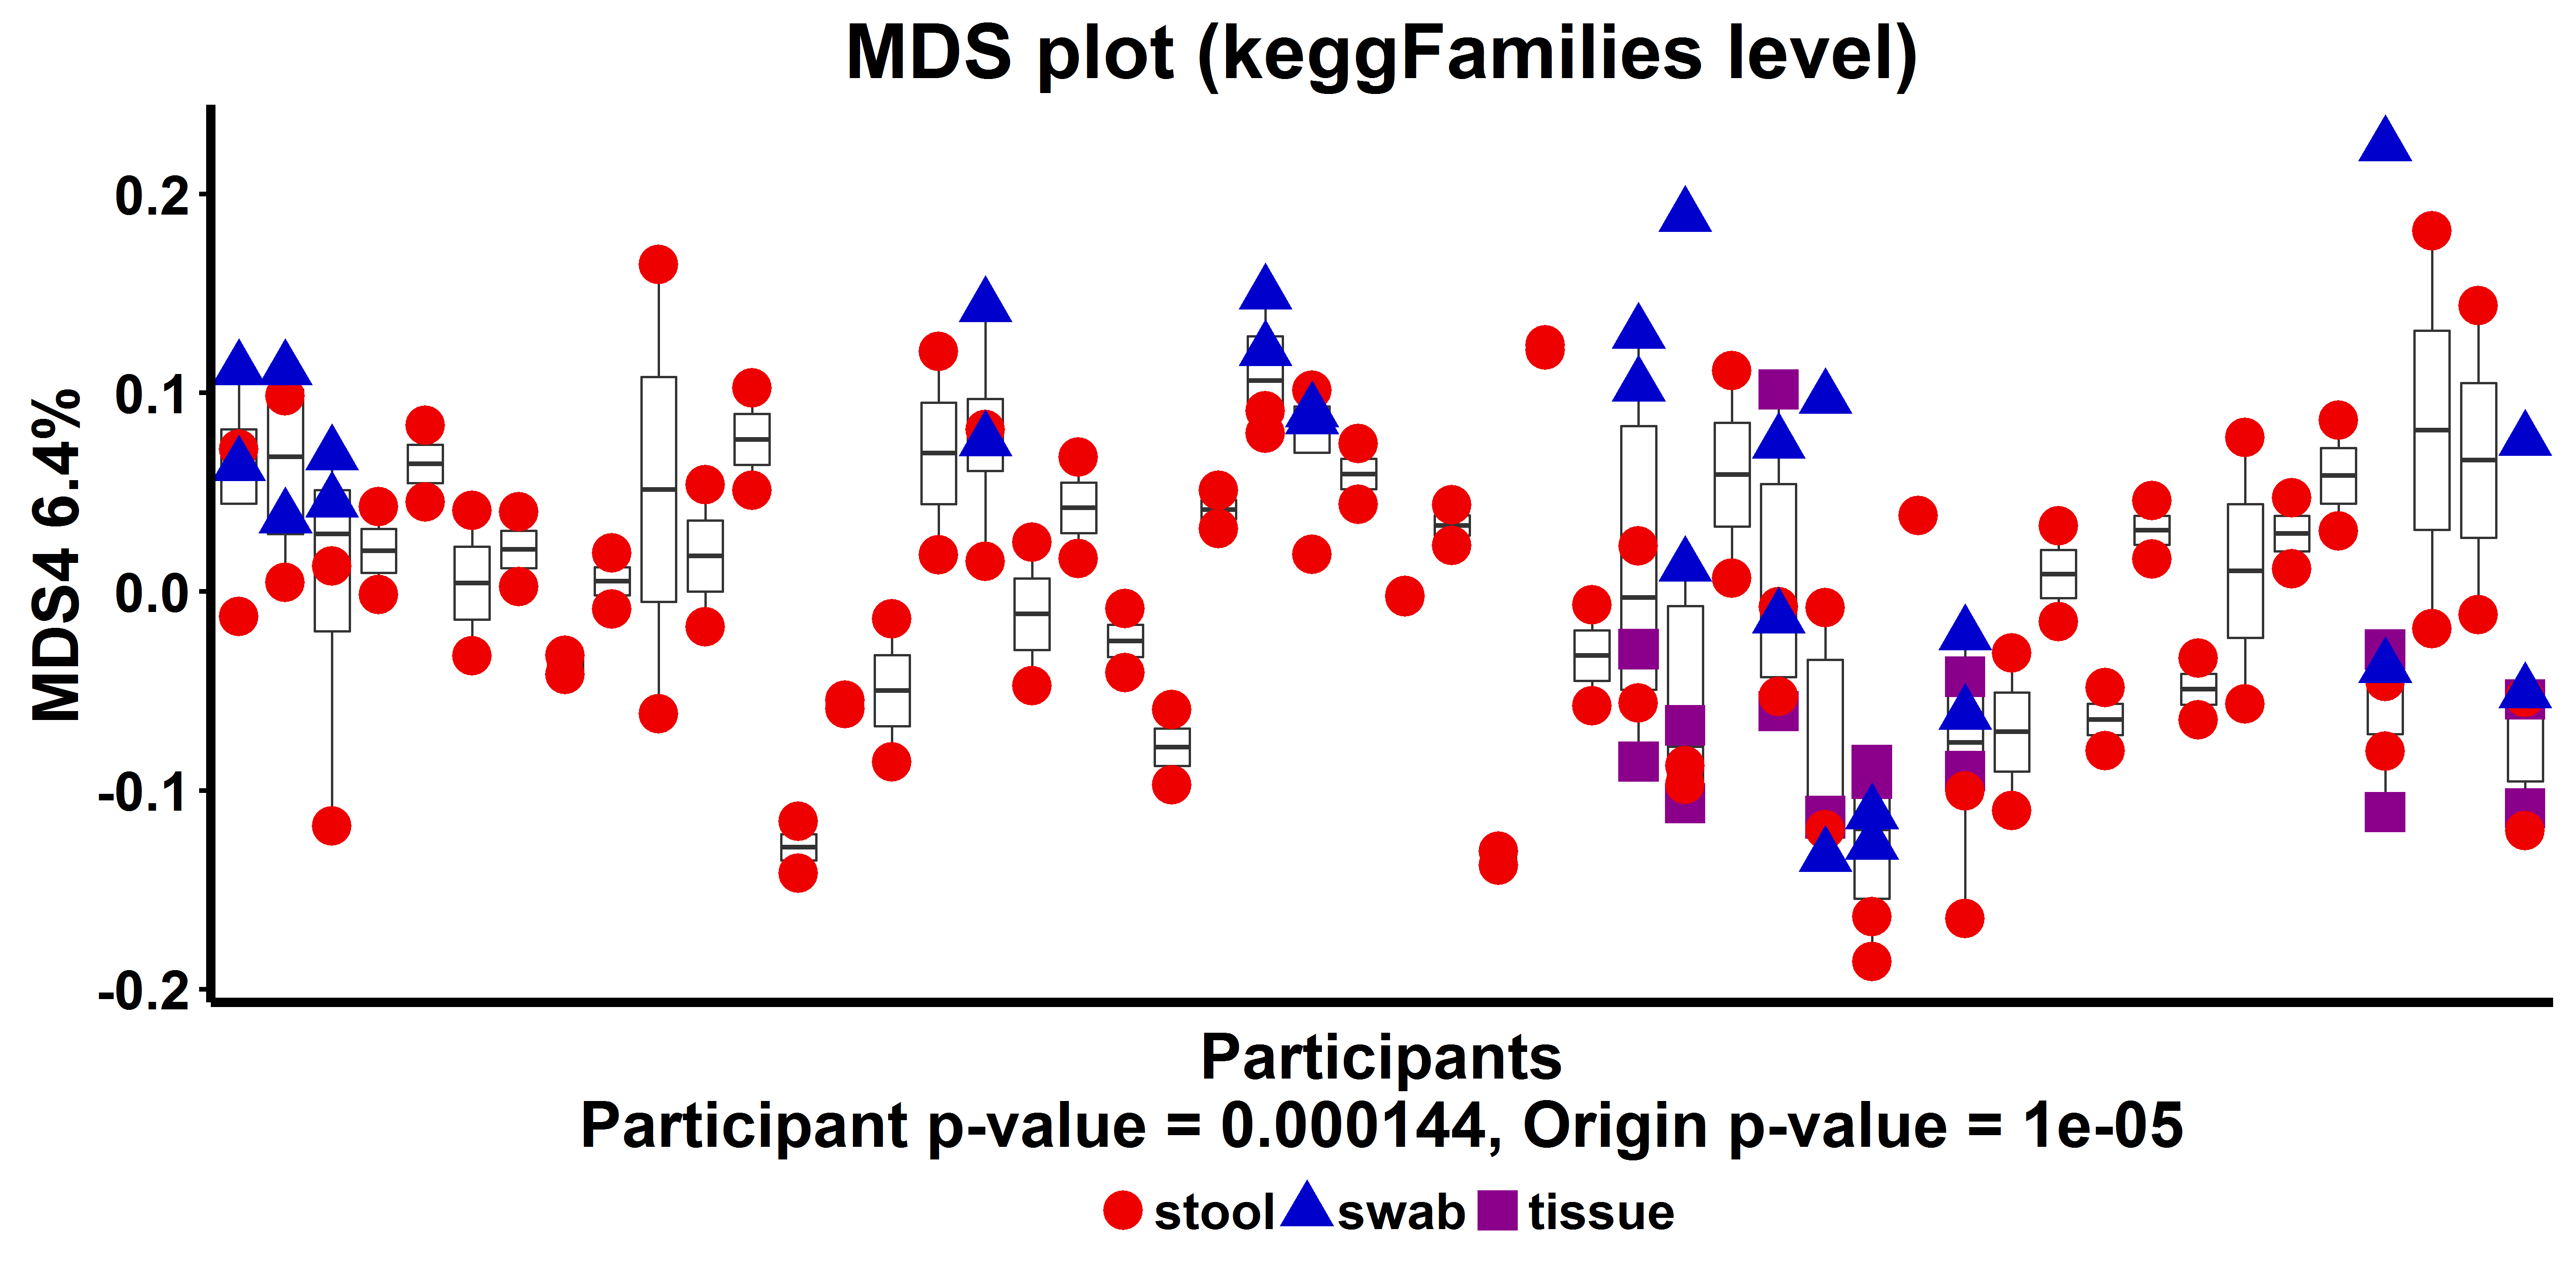 MDS plot (keggFamilies level)
MDS4 6.4%
0.2
0.1
0.0
-0.1
-0.2
Participants
Participant p-value = 0.000144, Origin p-value = 1e-05
stool swab tissue